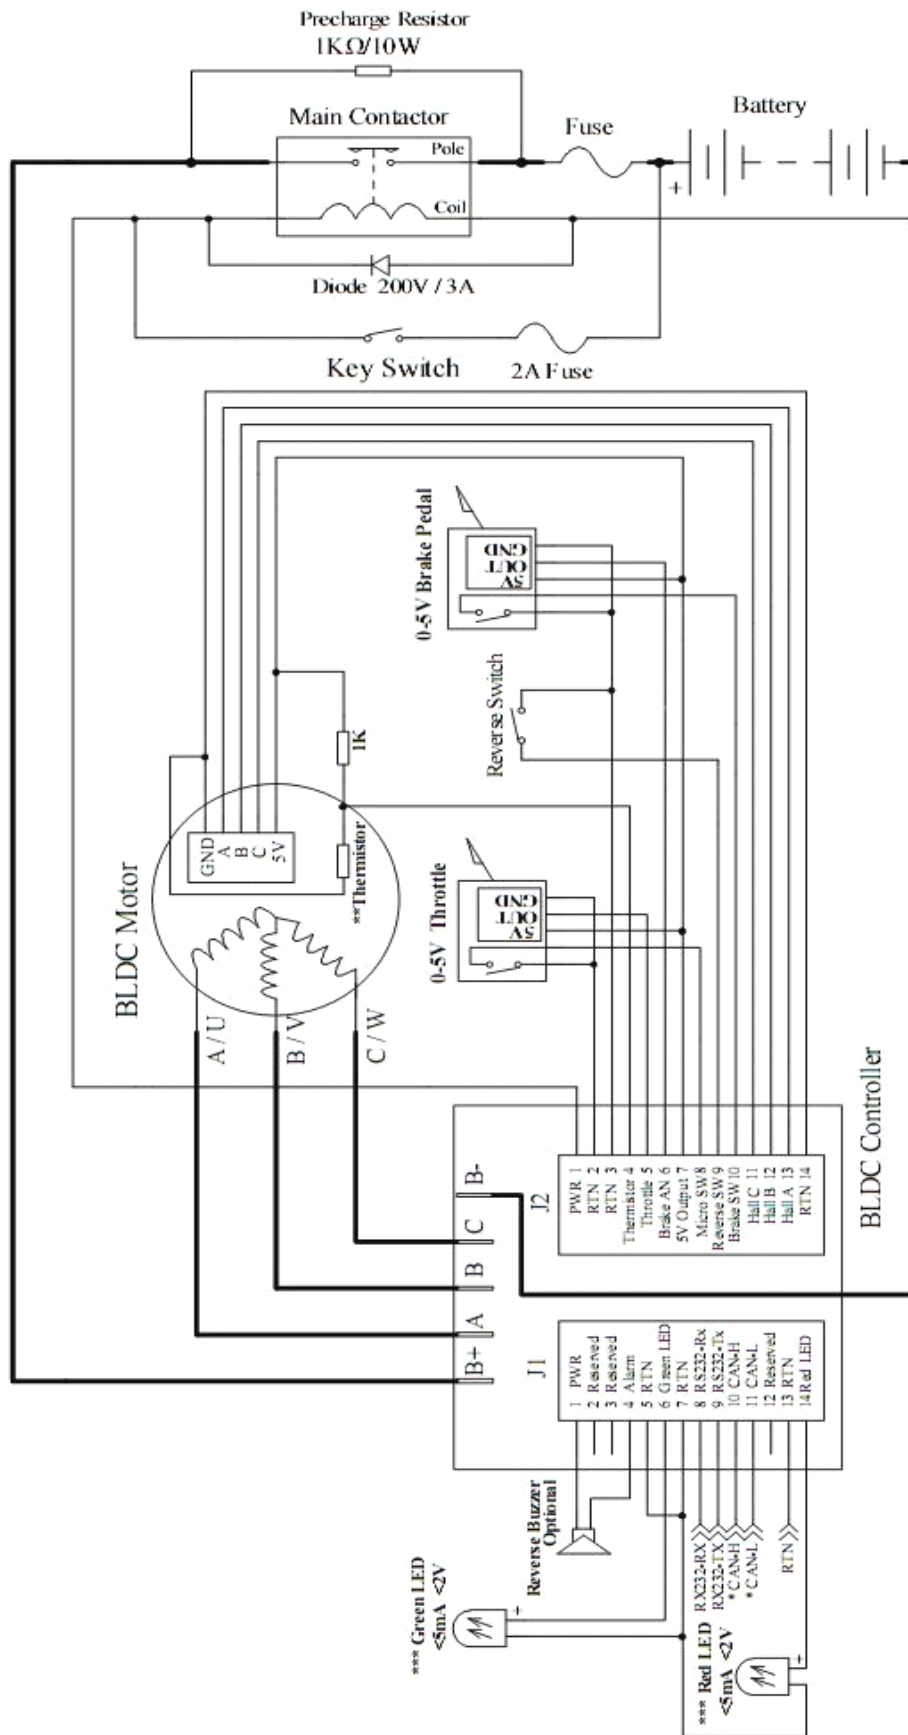 Precharge Resistor
1KΩ/10W
Main Contactor
Pole
Coil
Fuse
Battery
+
Diode 200V / 3A
Key Switch
2A Fuse
0-5V Brake Pedal
GND
OUT
5V
Reverse Switch
1K
**Thermistor
BLDC Motor
GND
A
B
C
5V
0-5V Throttle
GND
OUT
5V
A / U
B / V
C / W
BLDC Controller
B-
C
B
A
B+
J2
PWR 1
RTN 2
RTN 3
Thermistor 4
Throttle 5
Brake AN 6
5V Output 7
Micro SW 8
Reverse SW 9
Brake SW 10
Hall C 11
Hall B 12
Hall A 13
RTN 14
J1
1 PWR
2 Reserved
3 Reserved
4 Alarm
5 RTN
6 Green LED
7 RTN
8 RS232-Rx
9 RS232-Tx
10 CAN-H
11 CAN-L
12 Reserved
13 RTN
14 Red LED
Reverse Buzzer
Optional
*** Green LED
<5mA <2V
+
RX232-RX
RX232-TX
*CAN-H
*CAN-L
RTN
*** Red LED
<5mA <2V
+